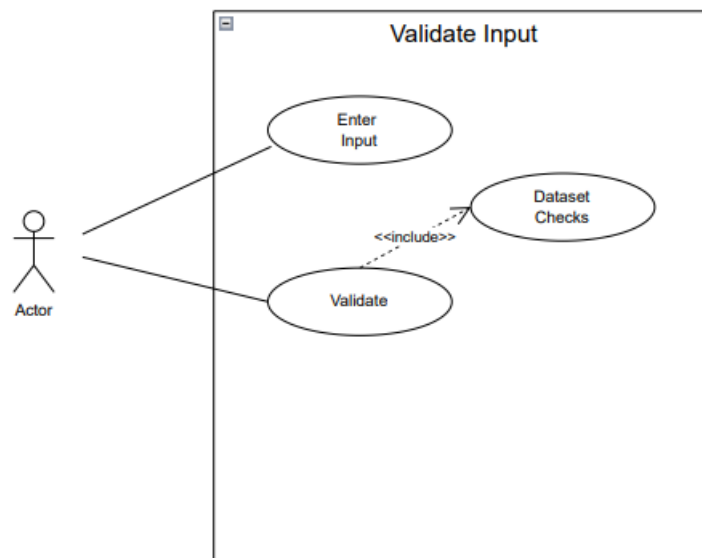 Validate Input
Enter
Input
Dataset
Checks
<<include>>
Validate
Actor